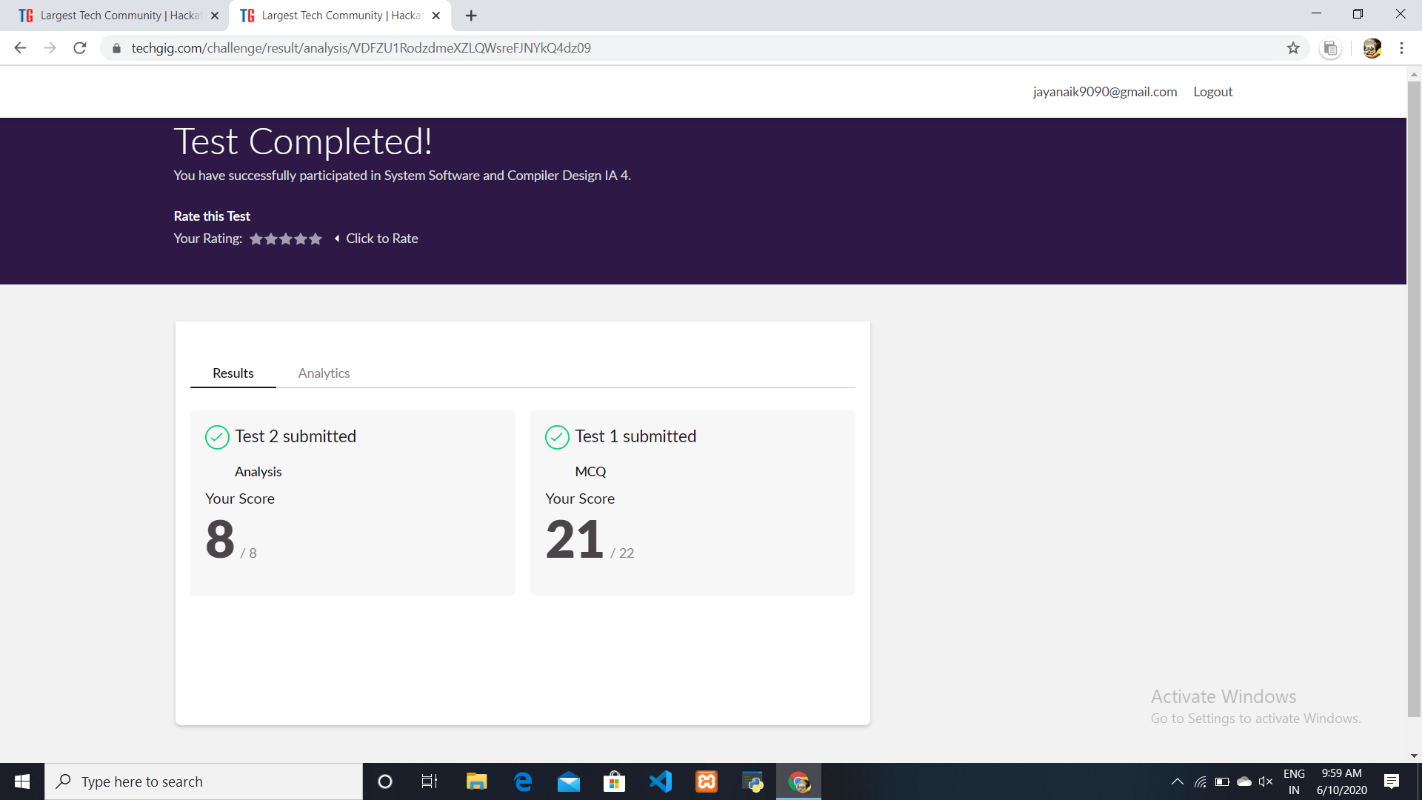 TG Largest Tech Community | Hacka
TG Largest Tech Community | Hacka
techgig.com/challenge/result/analysis/VDFZU1RodzdmeXZLQWsreFJNYkQ4dz09
jayanaik9090@gmail.com Logout
Test Completed!
You have successfully participated in System Software and Compiler Design IA 4.
Rate this Test
Your Rating: Click to Rate
Results Analytics
Test 2 submitted
Analysis
Your Score
8 / 8
Test 1 submitted
MCQ
Your Score
21 / 22
Activate Windows
Go to Settings to activate Windows.
Type here to search
ENG
IN
9:59 AM
6/10/2020